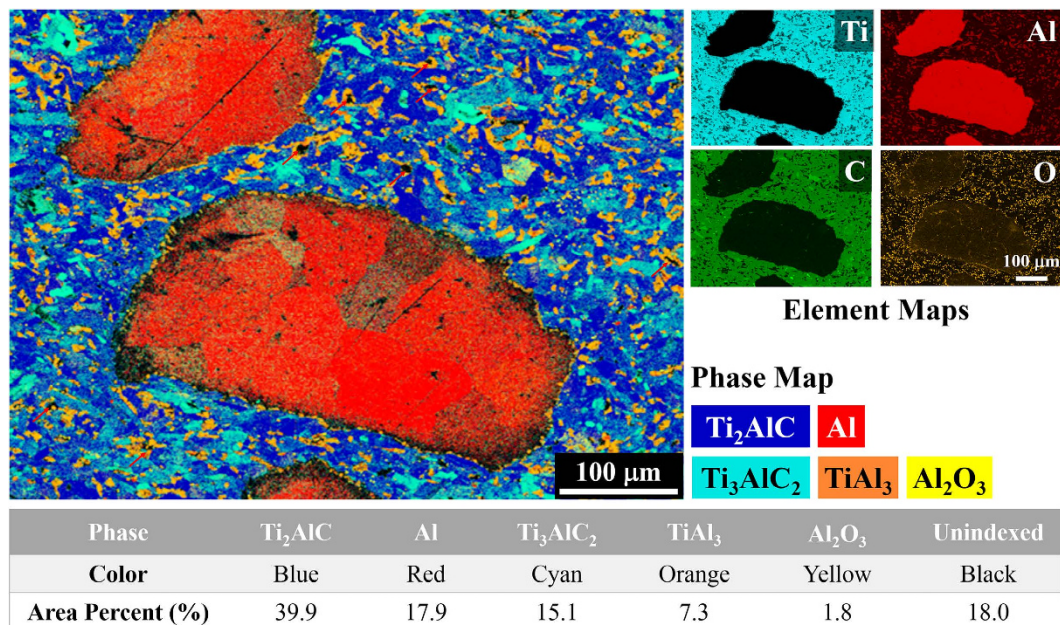 Ti Al
C O
100 μm
Element Maps
Phase Map
Ti₂AlC Al
Ti₃AlC₂ TiAl₃ Al₂O₃
100 μm
Phase Ti₂AlC Al Ti₃AlC₂ TiAl₃ Al₂O₃ Unindexed
Color Blue Red Cyan Orange Yellow Black
Area Percent (%) 39.9 17.9 15.1 7.3 1.8 18.0